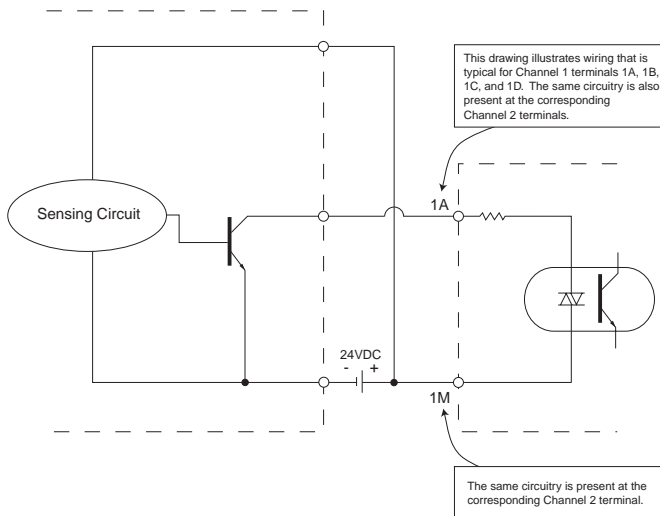 This drawing illustrates wiring that is
typical for Channel 1 terminals 1A, 1B,
1C, and 1D. The same circuitry is also
present at the corresponding
Channel 2 terminals.
1A
Sensing Circuit
24VDC
- +
1M
The same circuitry is present at the
corresponding Channel 2 terminal.